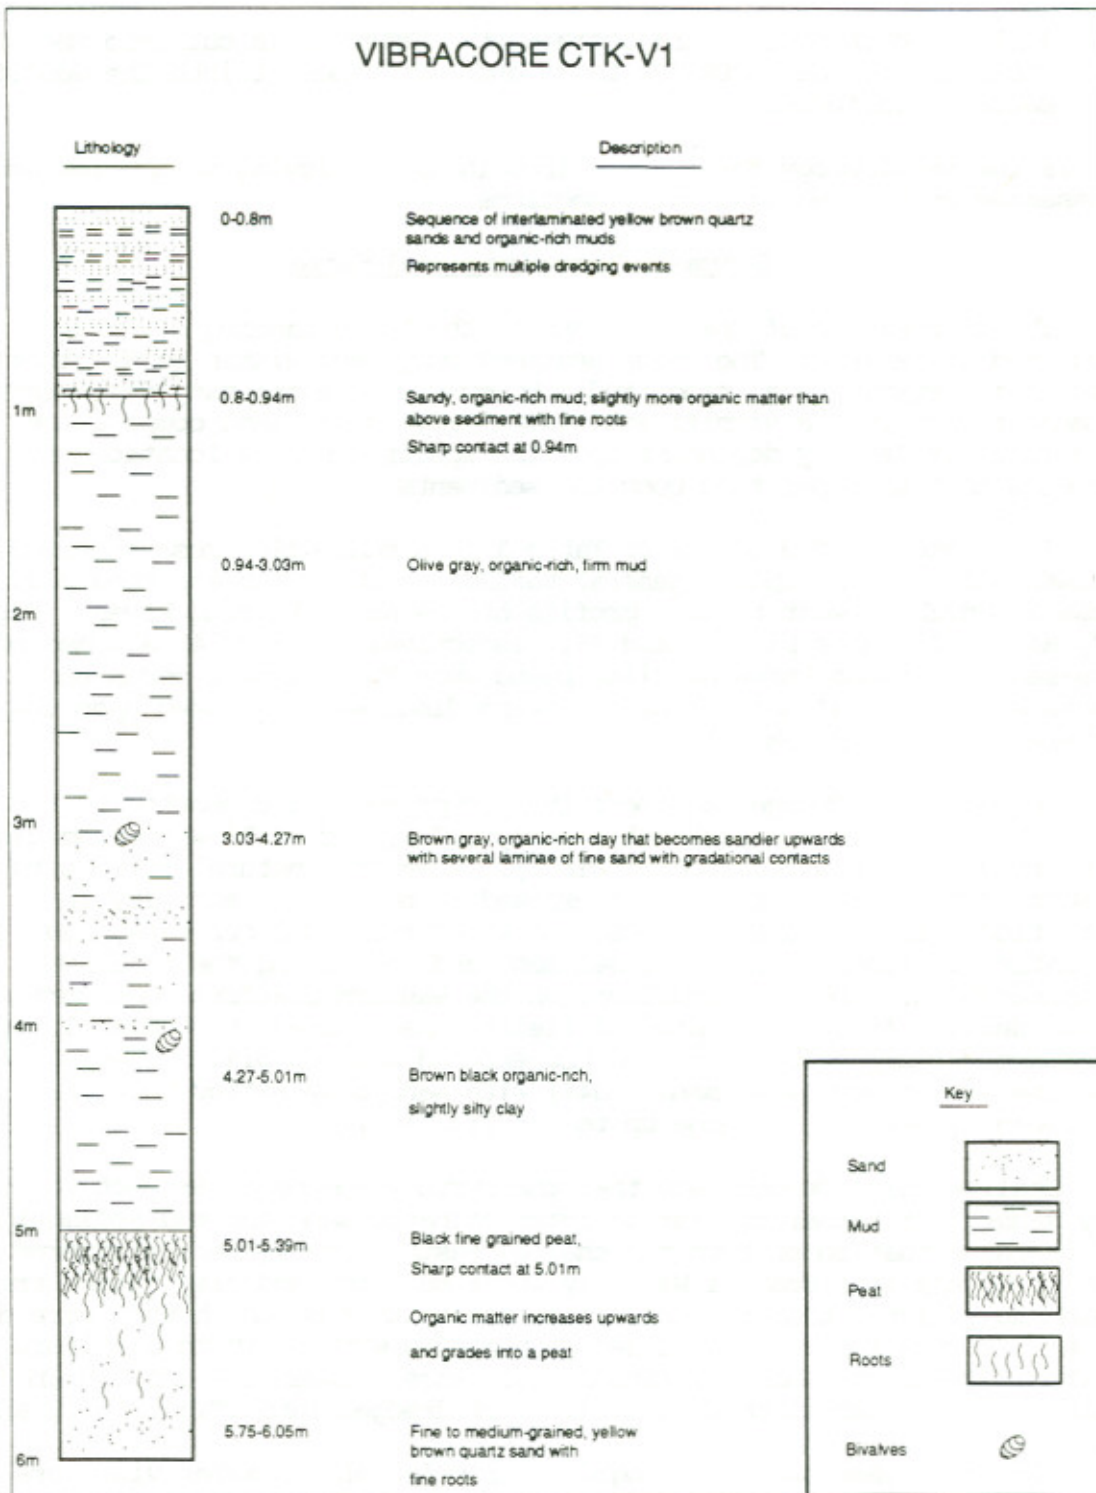 VIBRACORE CTK-V1
Lithology
Description
0-0.8m
Sequence of interlaminated yellow brown quartz
sands and organic-rich muds
Represents multiple dredging events
1m
0.8-0.94m
Sandy, organic-rich mud; slightly more organic matter than
above sediment with fine roots
Sharp contact at 0.94m
0.94-3.03m
Olive gray, organic-rich, firm mud
2m
3m
3.03-4.27m
Brown gray, organic-rich clay that becomes sandier upwards
with several laminae of fine sand with gradational contacts
4m
4.27-5.01m
Brown black organic-rich,
slightly silty clay
5m
5.01-5.39m
Black fine grained peat,
Sharp contact at 5.01m
Organic matter increases upwards
and grades into a peat
5.75-6.05m
Fine to medium-grained, yellow
brown quartz sand with
fine roots
6m
Key
Sand
Mud
Peat
Roots
Bivalves